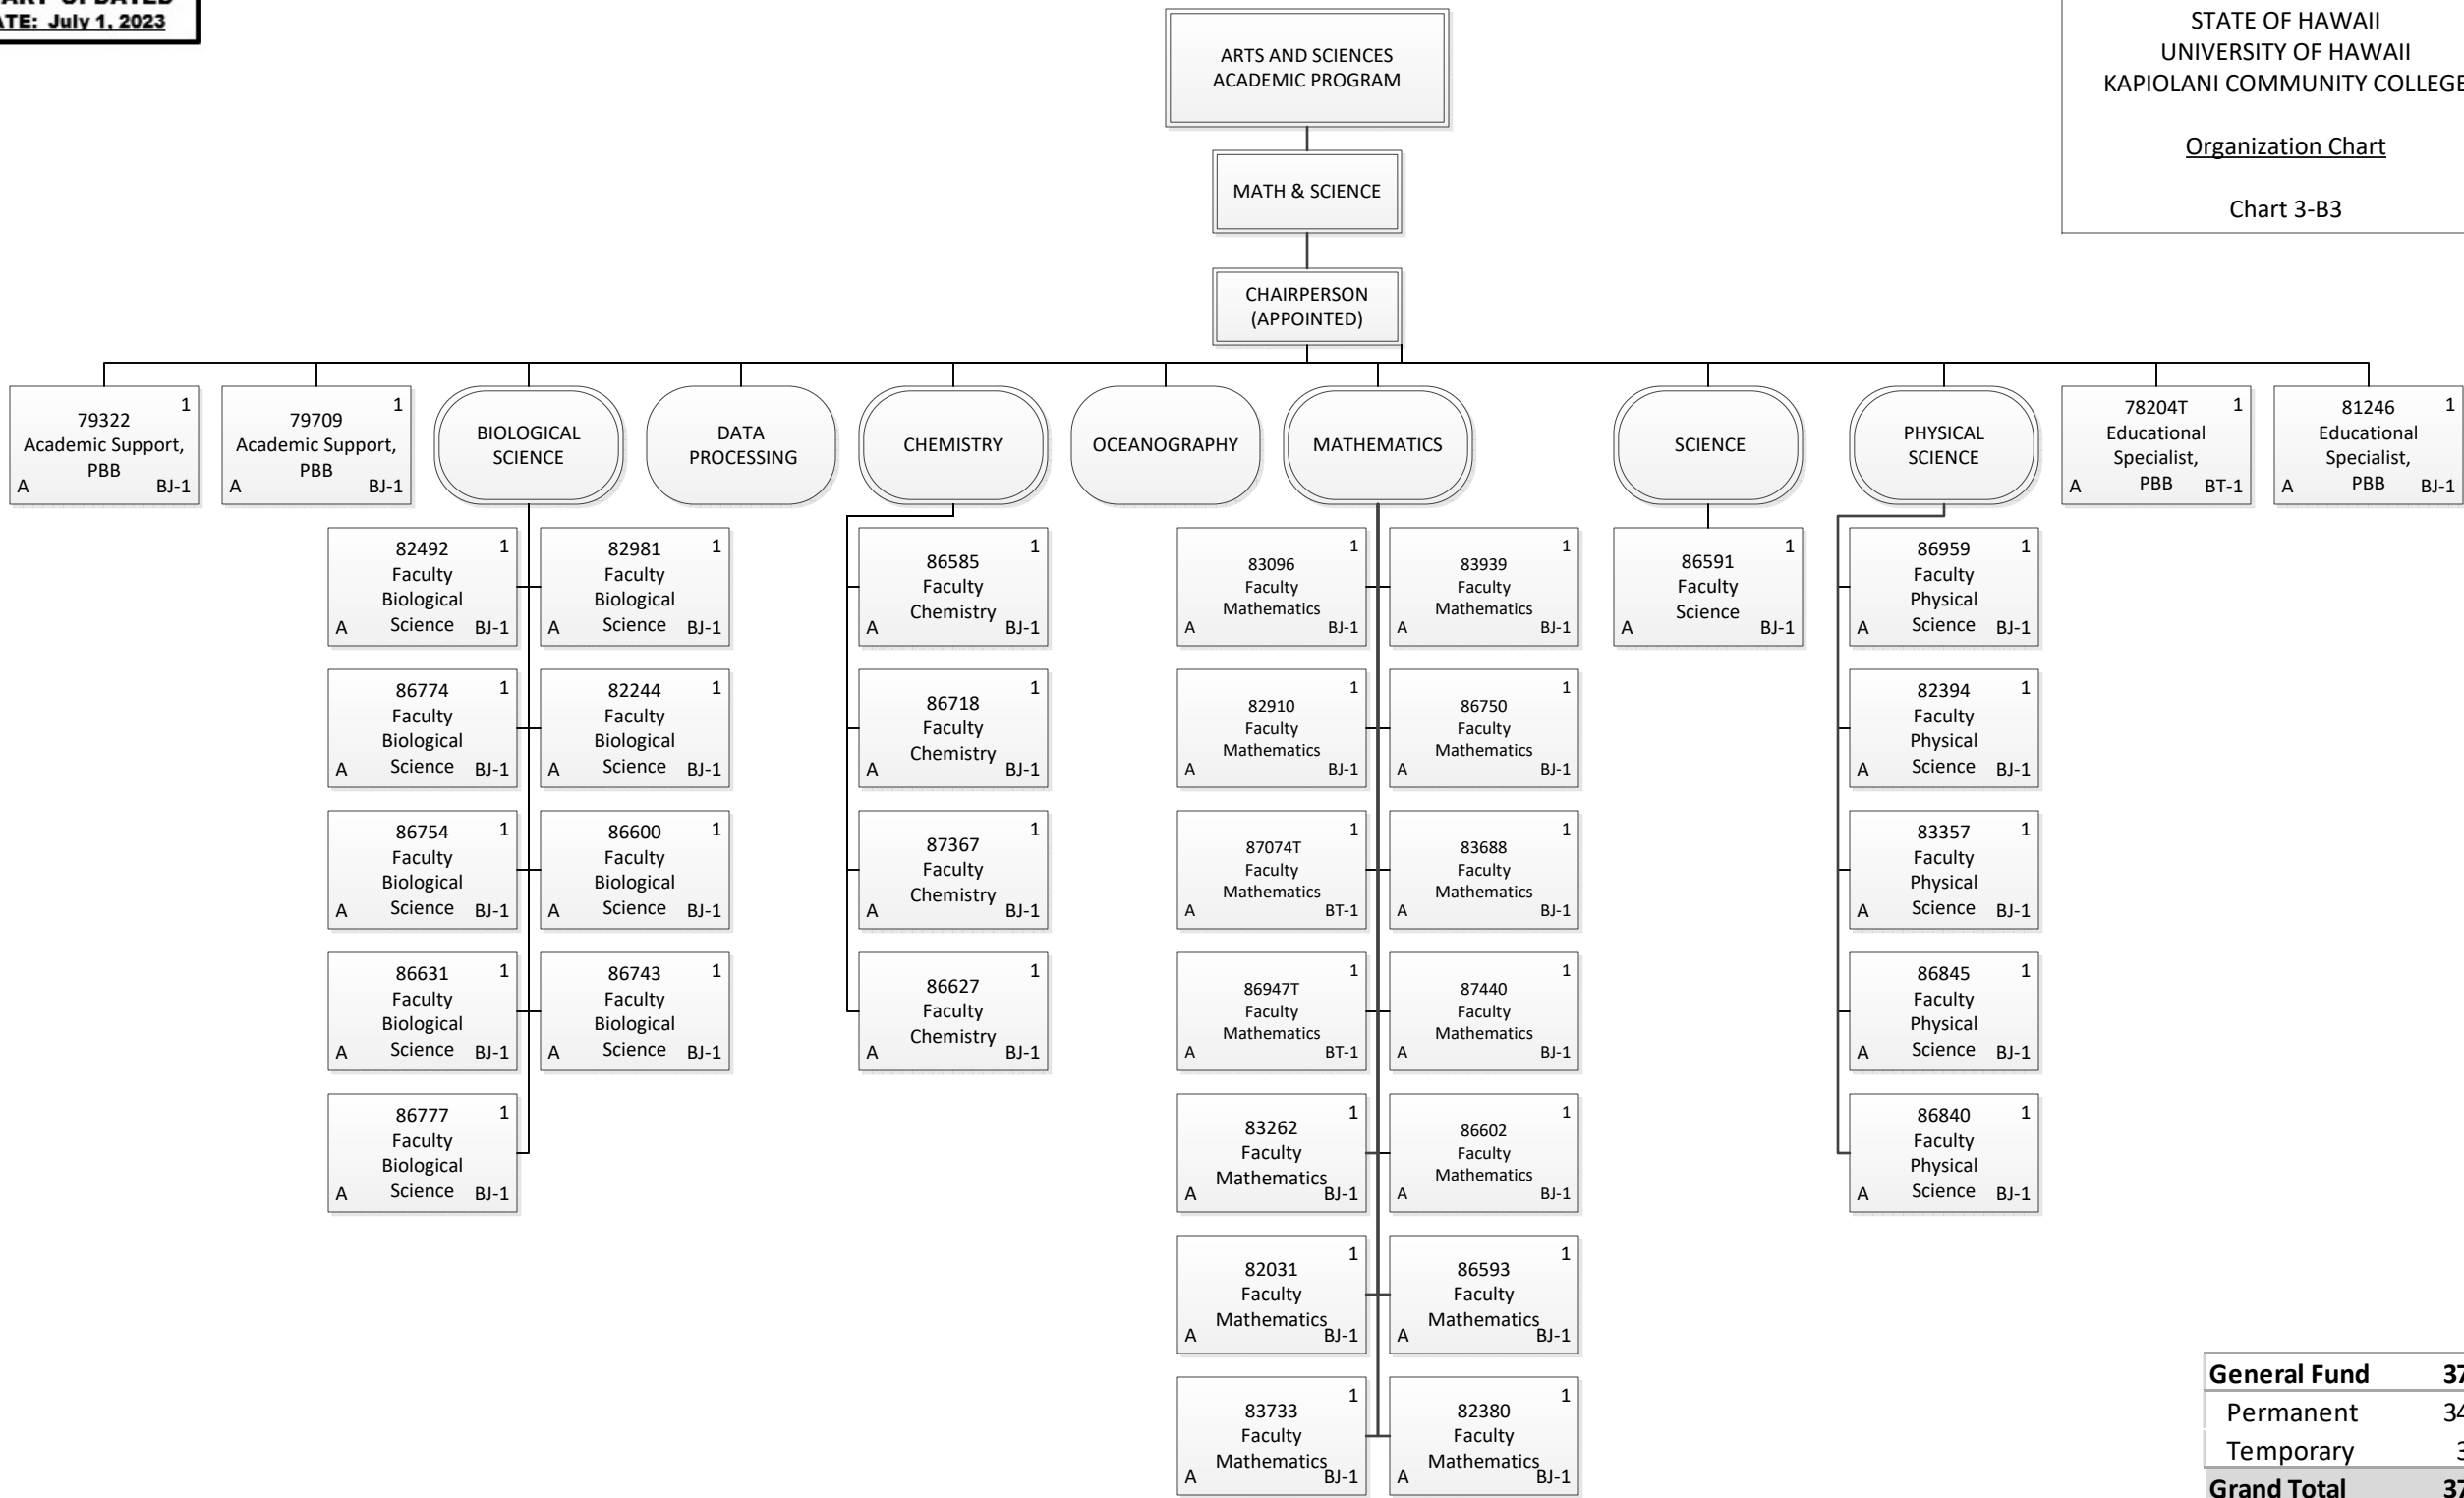 DATE: July 1, 2023
STATE OF HAWAII
UNIVERSITY OF HAWAII
KAPIOLANI COMMUNITY COLLEGE
Organization Chart
Chart 3-B3
ARTS AND SCIENCES
ACADEMIC PROGRAM
MATH & SCIENCE
CHAIRPERSON
(APPOINTED)
1
79322
Academic Support,
PBB
A BJ-1
1
79709
Academic Support,
PBB
A BJ-1
BIOLOGICAL
SCIENCE
DATA
PROCESSING
CHEMISTRY
OCEANOGRAPHY
MATHEMATICS
SCIENCE
PHYSICAL
SCIENCE
78204T 1
Educational
Specialist,
A PBB BT-1
81246 1
Educational
Specialist,
A PBB BJ-1
82492 1
Faculty
Biological
A Science BJ-1
82981 1
Faculty
Biological
A Science BJ-1
86774 1
Faculty
Biological
A Science BJ-1
82244 1
Faculty
Biological
A Science BJ-1
86754 1
Faculty
Biological
A Science BJ-1
86600 1
Faculty
Biological
A Science BJ-1
86631 1
Faculty
Biological
A Science BJ-1
86743 1
Faculty
Biological
A Science BJ-1
86777 1
Faculty
Biological
A Science BJ-1
1
86585
Faculty
Chemistry
A BJ-1
1
86718
Faculty
Chemistry
A BJ-1
1
87367
Faculty
Chemistry
A BJ-1
1
86627
Faculty
Chemistry
A BJ-1
1
83096
Faculty
Mathematics
A BJ-1
1
83939
Faculty
Mathematics
A BJ-1
1
82910
Faculty
Mathematics
A BJ-1
1
86750
Faculty
Mathematics
A BJ-1
1
87074T
Faculty
Mathematics
A BT-1
1
83688
Faculty
Mathematics
A BJ-1
1
86947T
Faculty
Mathematics
A BT-1
1
87440
Faculty
Mathematics
A BJ-1
1
83262
Faculty
Mathematics
A BJ-1
1
86602
Faculty
Mathematics
A BJ-1
1
82031
Faculty
Mathematics
A BJ-1
1
86593
Faculty
Mathematics
A BJ-1
1
83733
Faculty
Mathematics
A BJ-1
1
82380
Faculty
Mathematics
A BJ-1
1
86591
Faculty
Science
A BJ-1
86959 1
Faculty
Physical
A Science BJ-1
82394 1
Faculty
Physical
A Science BJ-1
83357 1
Faculty
Physical
A Science BJ-1
86845 1
Faculty
Physical
A Science BJ-1
86840 1
Faculty
Physical
A Science BJ-1
General Fund 37
Permanent 34
Temporary 3
Grand Total 37